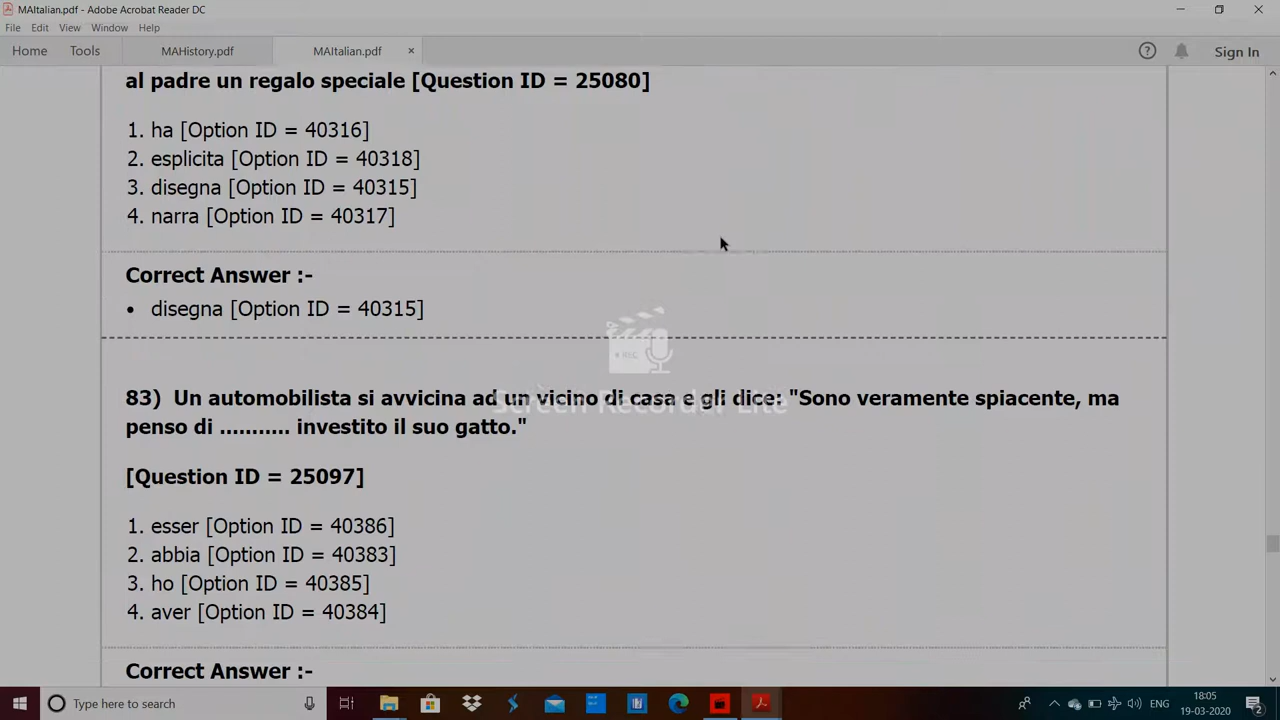 MAItalian.pdf - Adobe Acrobat Reader DC
File Edit View Window Help
Home Tools MAHistory.pdf MAItalian.pdf × Sign In
al padre un regalo speciale [Question ID = 25080]
1. ha [Option ID = 40316]
2. esplicita [Option ID = 40318]
3. disegna [Option ID = 40315]
4. narra [Option ID = 40317]
Correct Answer :-
• disegna [Option ID = 40315]
REC
Screen Recorder Lite
83) Un automobilista si avvicina ad un vicino di casa e gli dice: "Sono veramente spiacente, ma
penso di ........... investito il suo gatto."
[Question ID = 25097]
1. esser [Option ID = 40386]
2. abbia [Option ID = 40383]
3. ho [Option ID = 40385]
4. aver [Option ID = 40384]
Correct Answer :-
Type here to search
ENG
18:05
19-03-2020
2